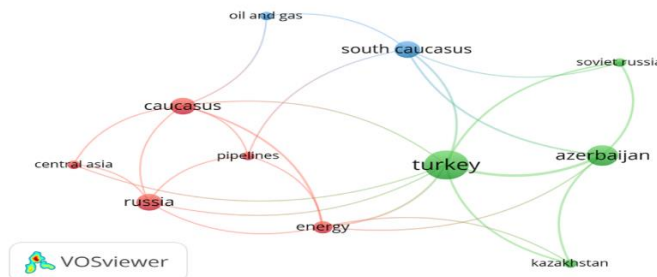 oil and gas
south caucasus
soviet russia
caucasus
pipelines
azerbaijan
central asia
turkey
russia
energy
kazakhstan
VOSviewer